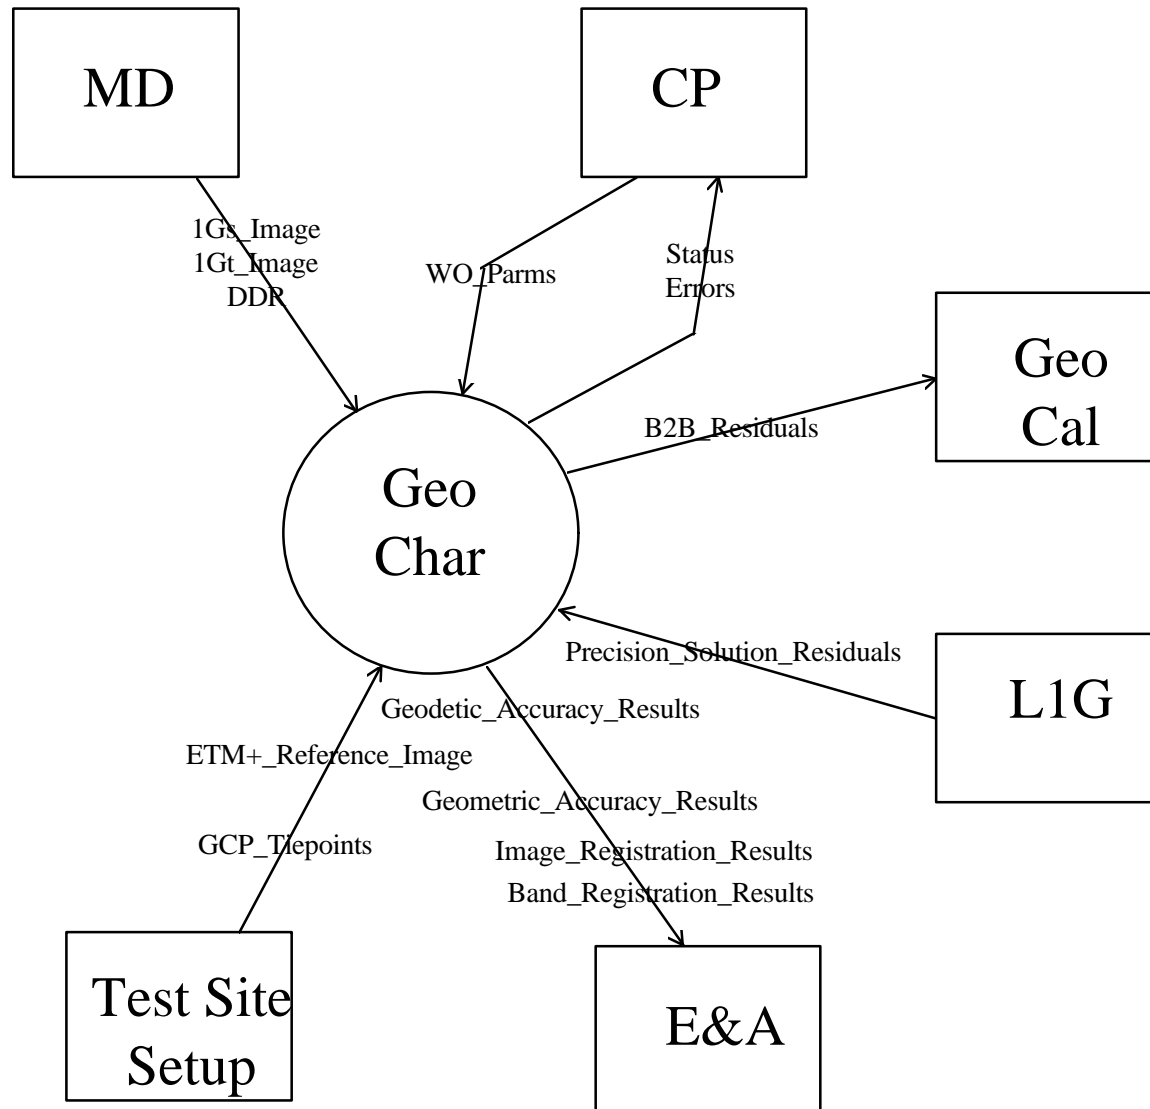 MD
CP
1Gs_Image
1Gt_Image
DDR
WO_Parms
Status
Errors
Geo
Cal
B2B_Residuals
Geo
Char
Precision_Solution_Residuals
L1G
Geodetic_Accuracy_Results
ETM+_Reference_Image
Geometric_Accuracy_Results
GCP_Tiepoints
Image_Registration_Results
Band_Registration_Results
Test Site
Setup
E&A